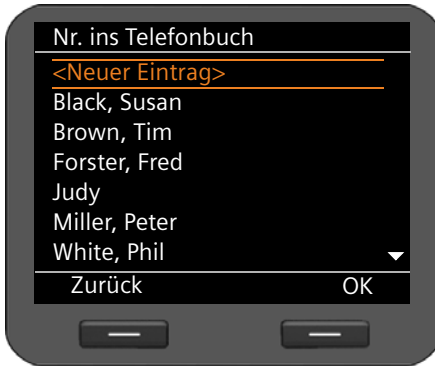 Nr. ins Telefonbuch
<Neuer Eintrag>
Black, Susan
Brown, Tim
Forster, Fred
Judy
Miller, Peter
White, Phil
Zurück OK